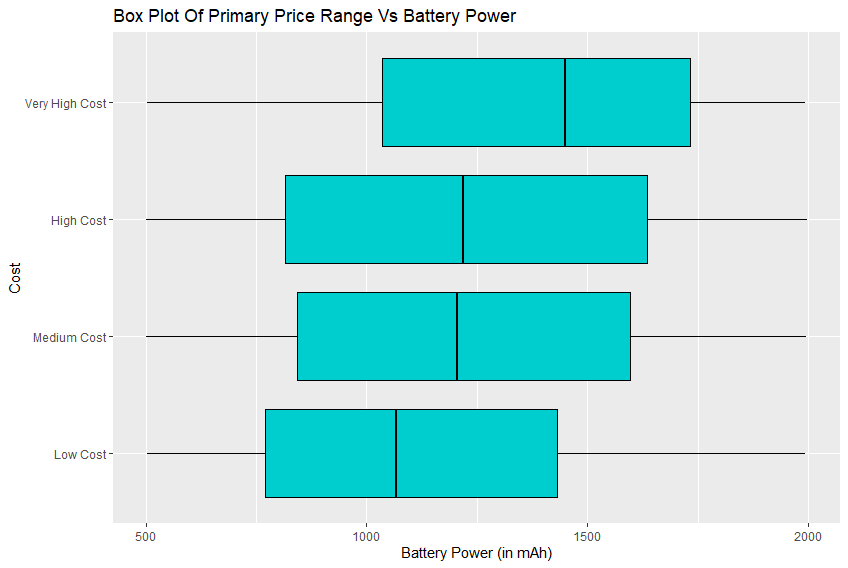 Box Plot Of Primary Price Range Vs Battery Power
Very High Cost
High Cost
Medium Cost
Low Cost
Cost
500 1000 1500 2000
Battery Power (in mAh)